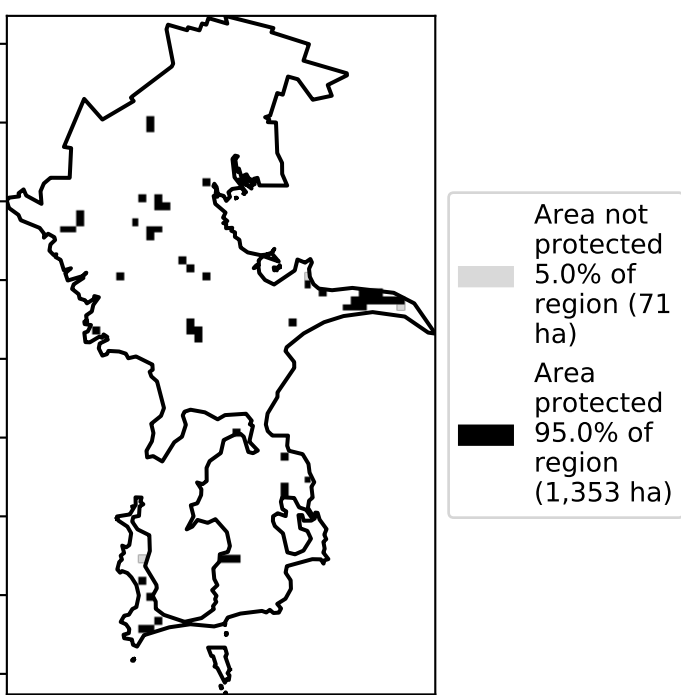 Area not
protected
5.0% of
region (71
ha)
Area
protected
95.0% of
region
(1,353 ha)